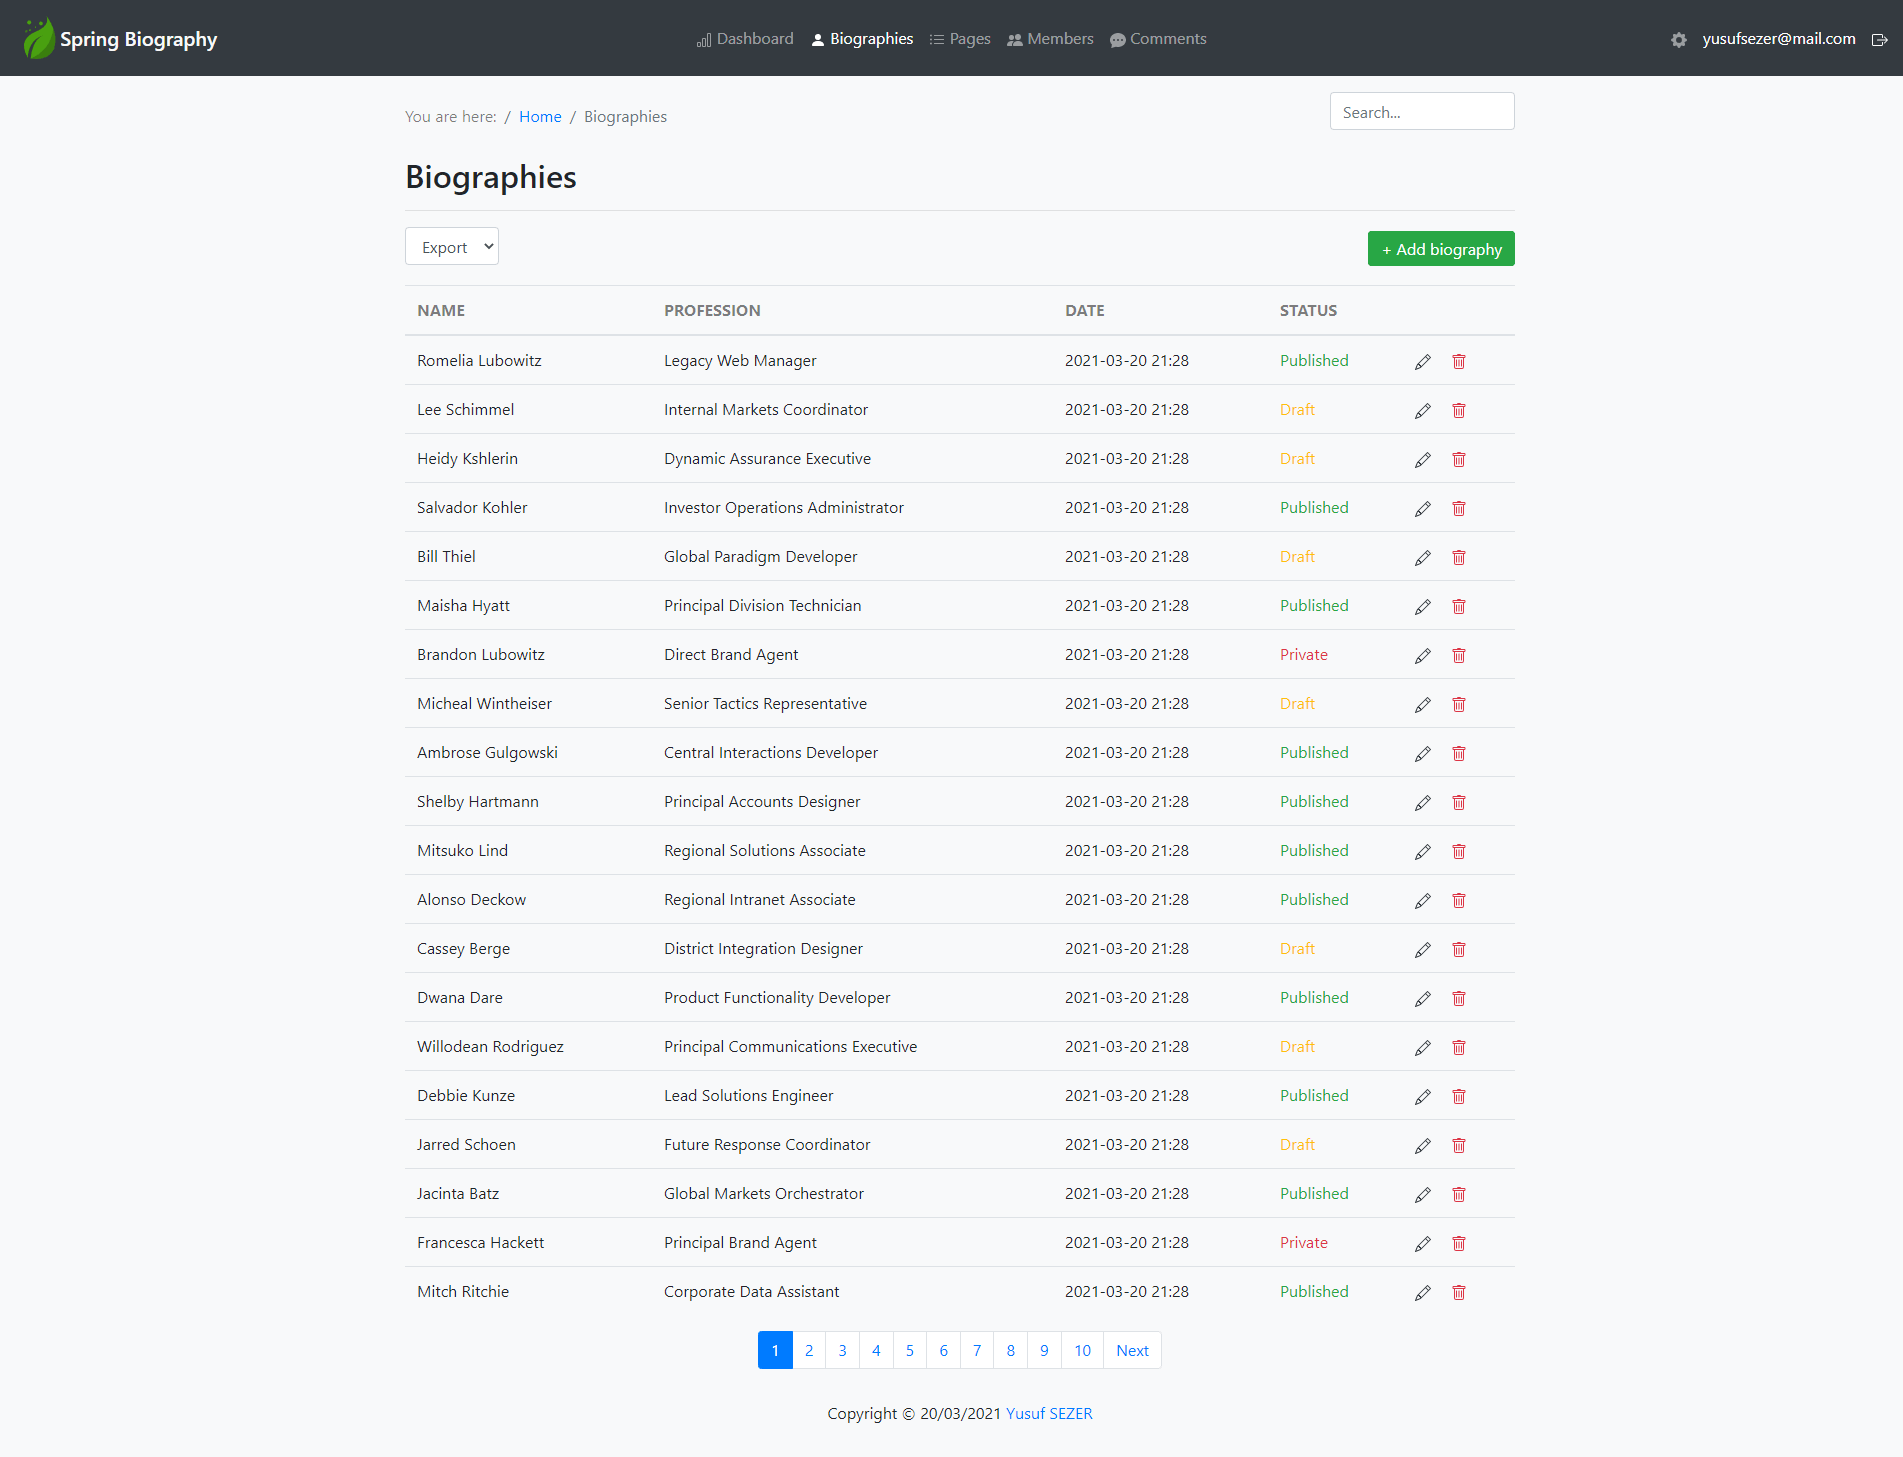 Spring Biography Dashboard Biographies Pages Members Comments yusufsezer@mail.com
You are here: / Home / Biographies Search...
Biographies
Export + Add biography
NAME PROFESSION DATE STATUS
Romelia Lubowitz Legacy Web Manager 2021-03-20 21:28 Published
Lee Schimmel Internal Markets Coordinator 2021-03-20 21:28 Draft
Heidy Kshlerin Dynamic Assurance Executive 2021-03-20 21:28 Draft
Salvador Kohler Investor Operations Administrator 2021-03-20 21:28 Published
Bill Thiel Global Paradigm Developer 2021-03-20 21:28 Draft
Maisha Hyatt Principal Division Technician 2021-03-20 21:28 Published
Brandon Lubowitz Direct Brand Agent 2021-03-20 21:28 Private
Micheal Wintheiser Senior Tactics Representative 2021-03-20 21:28 Draft
Ambrose Gulgowski Central Interactions Developer 2021-03-20 21:28 Published
Shelby Hartmann Principal Accounts Designer 2021-03-20 21:28 Published
Mitsuko Lind Regional Solutions Associate 2021-03-20 21:28 Published
Alonso Deckow Regional Intranet Associate 2021-03-20 21:28 Published
Cassey Berge District Integration Designer 2021-03-20 21:28 Draft
Dwana Dare Product Functionality Developer 2021-03-20 21:28 Published
Willodean Rodriguez Principal Communications Executive 2021-03-20 21:28 Draft
Debbie Kunze Lead Solutions Engineer 2021-03-20 21:28 Published
Jarred Schoen Future Response Coordinator 2021-03-20 21:28 Draft
Jacinta Batz Global Markets Orchestrator 2021-03-20 21:28 Published
Francesca Hackett Principal Brand Agent 2021-03-20 21:28 Private
Mitch Ritchie Corporate Data Assistant 2021-03-20 21:28 Published
1 2 3 4 5 6 7 8 9 10 Next
Copyright © 20/03/2021 Yusuf SEZER